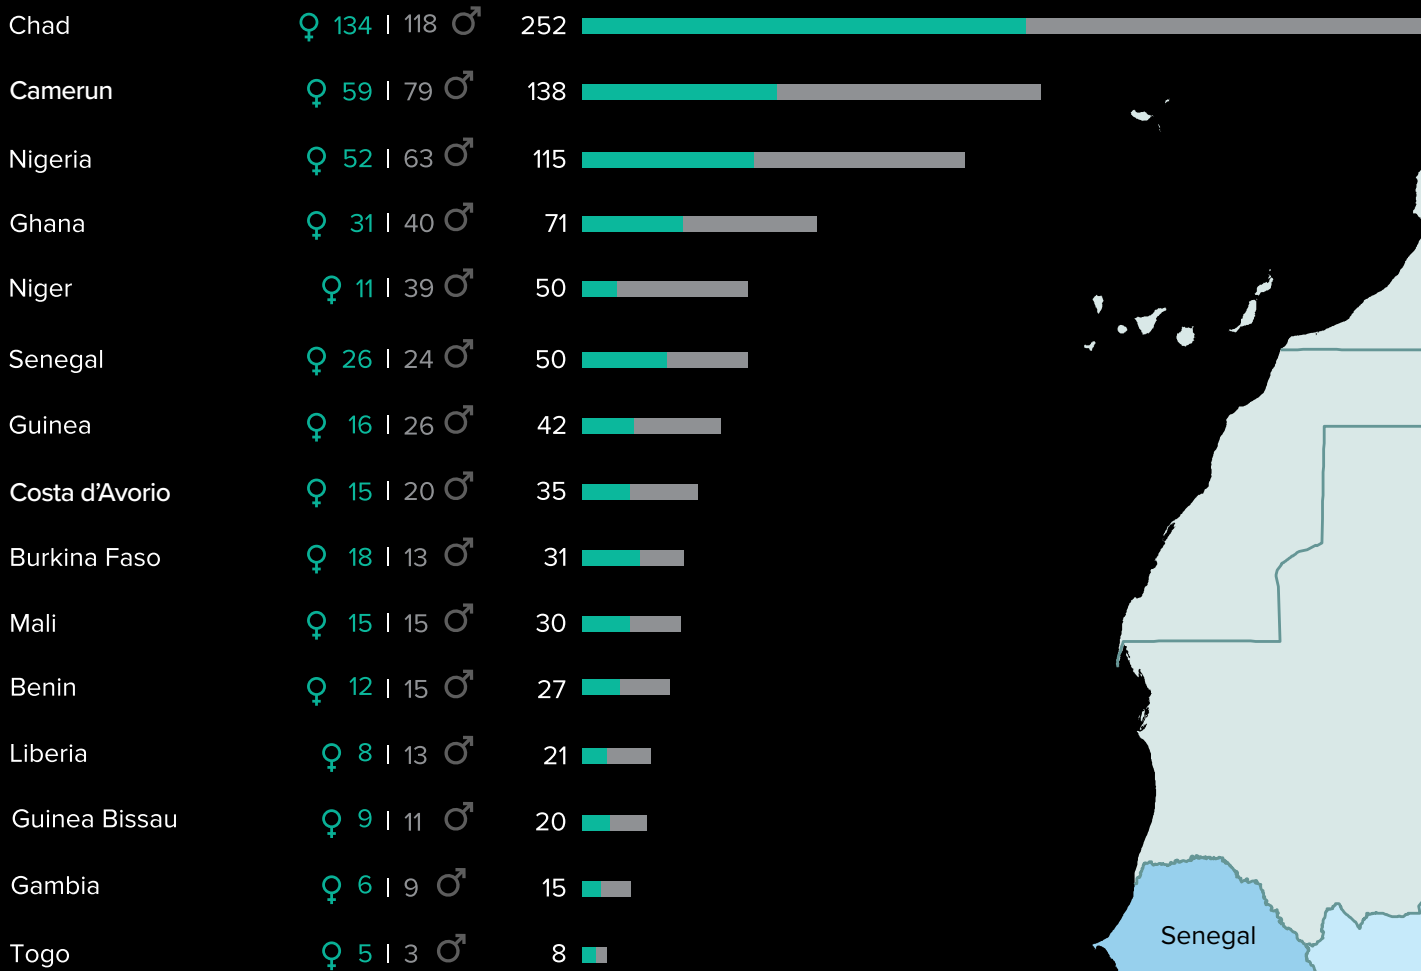 Chad ♀ 134 | 118 ♂ 252
Camerun ♀ 59 | 79 ♂ 138
Nigeria ♀ 52 | 63 ♂ 115
Ghana ♀ 31 | 40 ♂ 71
Niger ♀ 11 | 39 ♂ 50
Senegal ♀ 26 | 24 ♂ 50
Guinea ♀ 16 | 26 ♂ 42
Costa d’Avorio ♀ 15 | 20 ♂ 35
Burkina Faso ♀ 18 | 13 ♂ 31
Mali ♀ 15 | 15 ♂ 30
Benin ♀ 12 | 15 ♂ 27
Liberia ♀ 8 | 13 ♂ 21
Guinea Bissau ♀ 9 | 11 ♂ 20
Gambia ♀ 6 | 9 ♂ 15
Togo ♀ 5 | 3 ♂ 8
Senegal